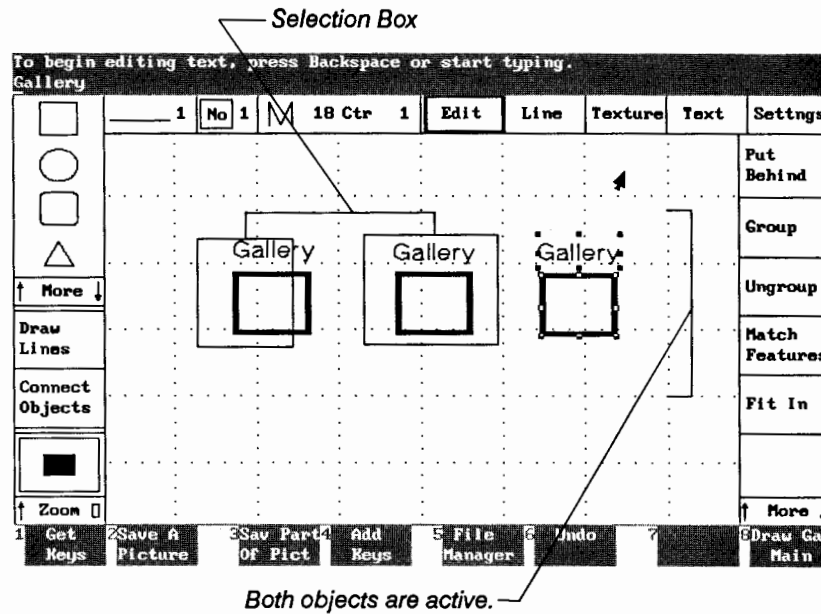 Selection Box
To begin editing text, press Backspace or start typing.
Gallery
1 No 1 18 Ctr 1 Edit Line Texture Text Settngs
Put
Behind
Group
Ungroup
Match
Features
Fit In
↑ More
↑ More ↓
Draw
Lines
Connect
Objects
↑ Zoom
Gallery Gallery Gallery
1 Get
Keys
2 Save A
Picture
3 Sav Part
Of Pict
4 Add
Keys
5 File
Manager
6 Undo
7
8 Draw Ga
Main
Both objects are active.